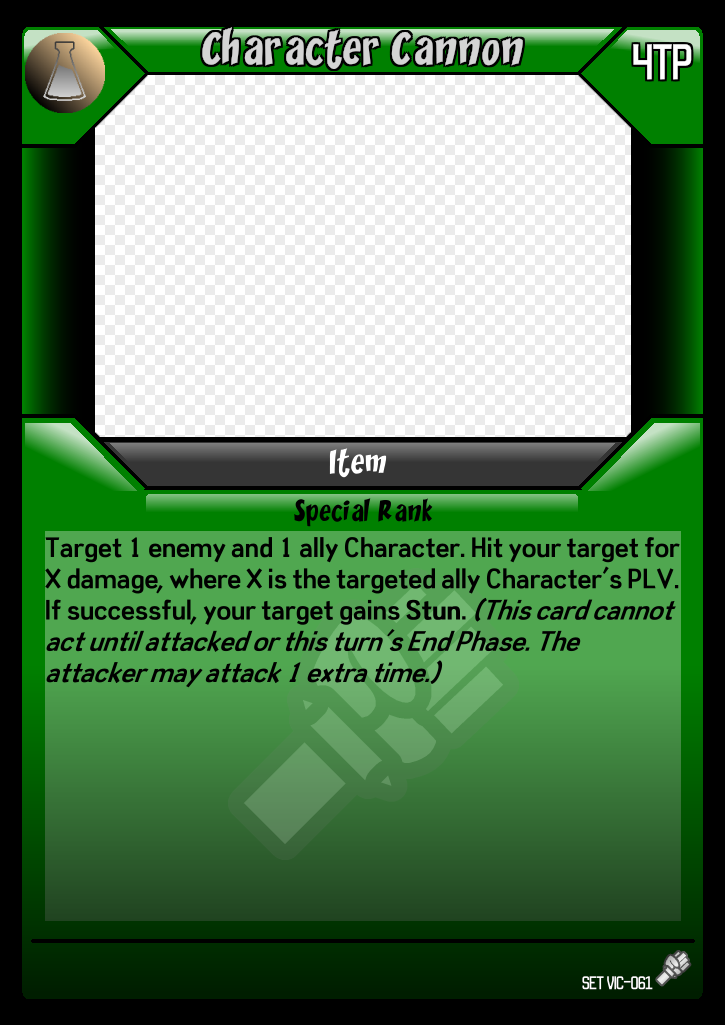 Character Cannon
4TP
Item
Special Rank
Target 1 enemy and 1 ally Character. Hit your target for
X damage, where X is the targeted ally Character's PLV.
If successful, your target gains Stun. (This card cannot
act until attacked or this turn's End Phase. The
attacker may attack 1 extra time.)
SET VIC-061